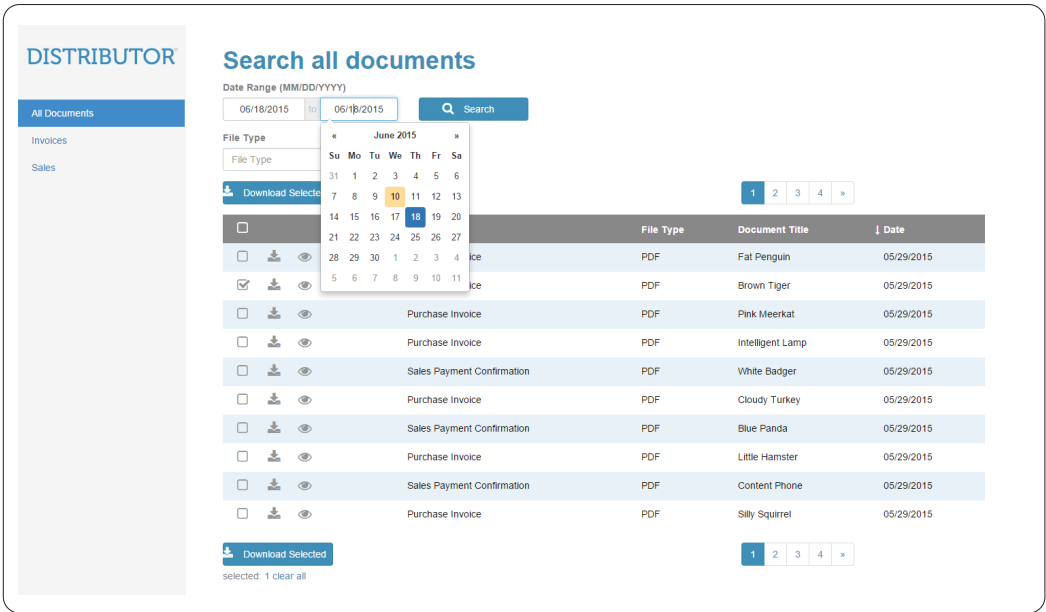 DISTRIBUTOR
All Documents
Invoices
Sales
Search all documents
Date Range (MM/DD/YYYY)
06/18/2015 to 06/18/2015 Search
File Type
File Type
« June 2015 »
Su Mo Tu We Th Fr Sa
31 1 2 3 4 5 6
7 8 9 10 11 12 13
14 15 16 17 18 19 20
21 22 23 24 25 26 27
28 29 30 1 2 3 4
5 6 7 8 9 10 11
Download Selecte 1 2 3 4 »
File Type Document Title ↓ Date
ice PDF Fat Penguin 05/29/2015
ice PDF Brown Tiger 05/29/2015
Purchase Invoice PDF Pink Meerkat 05/29/2015
Purchase Invoice PDF Intelligent Lamp 05/29/2015
Sales Payment Confirmation PDF White Badger 05/29/2015
Purchase Invoice PDF Cloudy Turkey 05/29/2015
Sales Payment Confirmation PDF Blue Panda 05/29/2015
Purchase Invoice PDF Little Hamster 05/29/2015
Sales Payment Confirmation PDF Content Phone 05/29/2015
Purchase Invoice PDF Silly Squirrel 05/29/2015
Download Selected 1 2 3 4 »
selected: 1 clear all